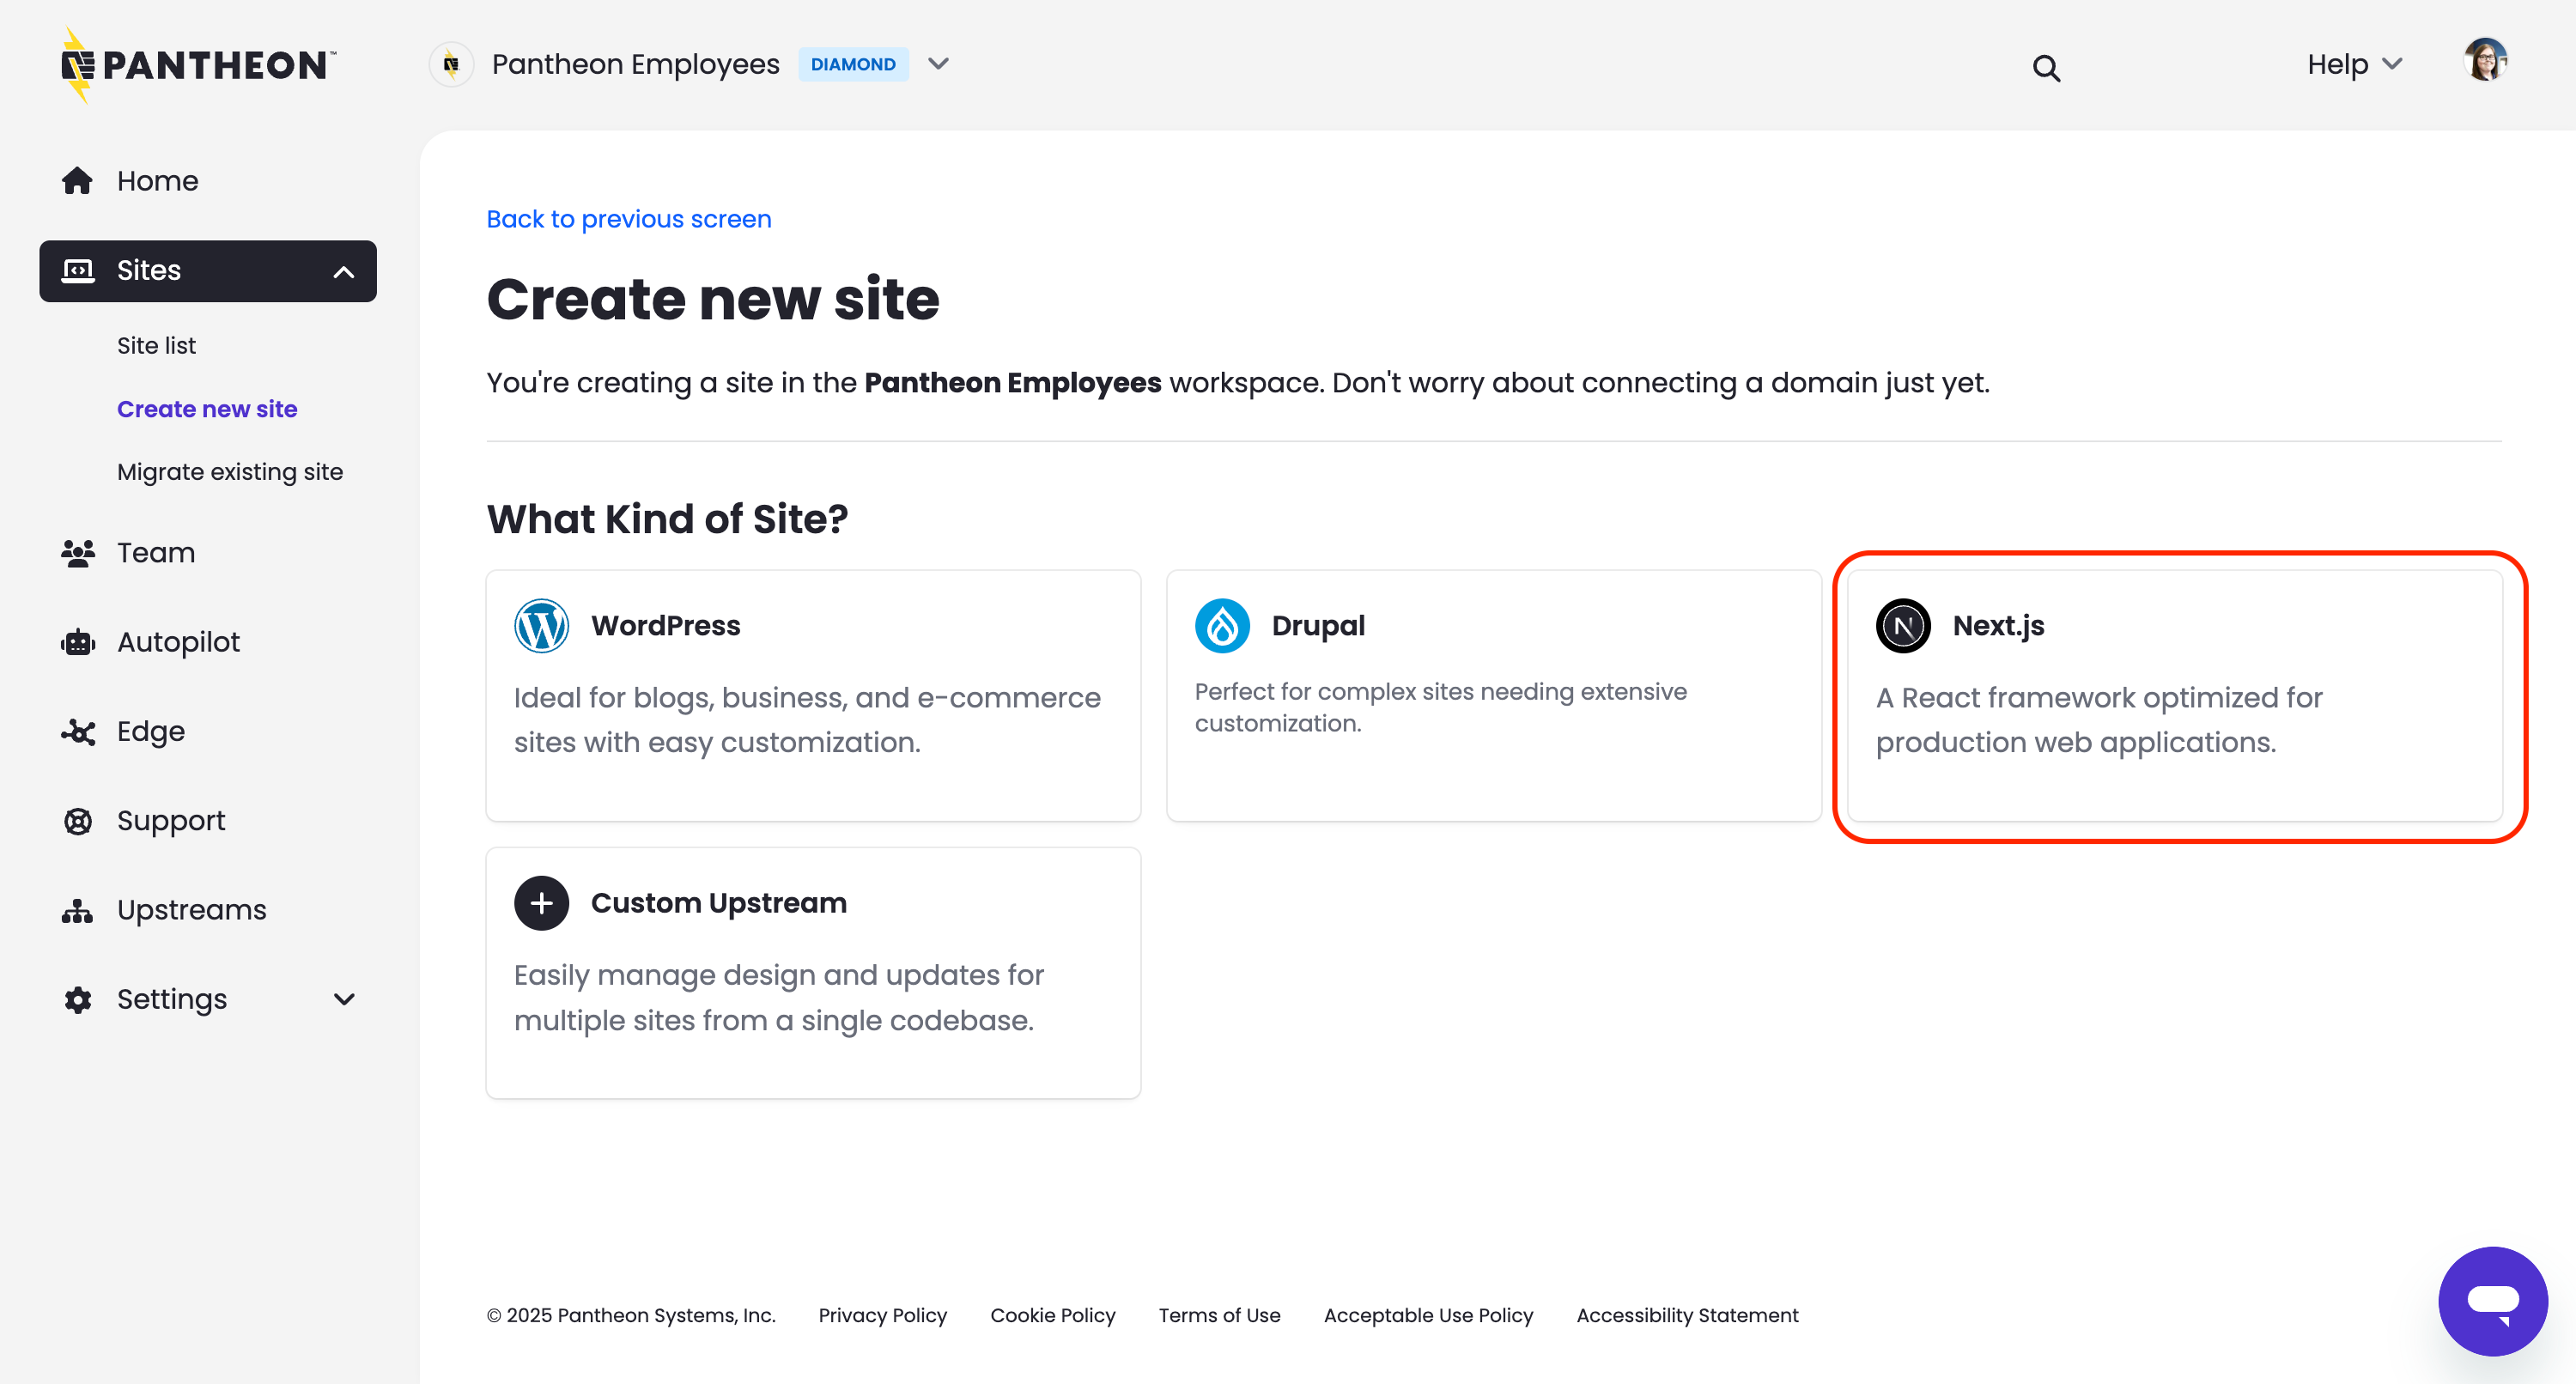 PANTHEON™
Pantheon Employees DIAMOND
Help
Home
Sites
Site list
Create new site
Migrate existing site
Team
Autopilot
Edge
Support
Upstreams
Settings
Back to previous screen
Create new site
You're creating a site in the Pantheon Employees workspace. Don't worry about connecting a domain just yet.
What Kind of Site?
WordPress
Ideal for blogs, business, and e-commerce
sites with easy customization.
Drupal
Perfect for complex sites needing extensive
customization.
Next.js
A React framework optimized for
production web applications.
Custom Upstream
Easily manage design and updates for
multiple sites from a single codebase.
© 2025 Pantheon Systems, Inc. Privacy Policy Cookie Policy Terms of Use Acceptable Use Policy Accessibility Statement